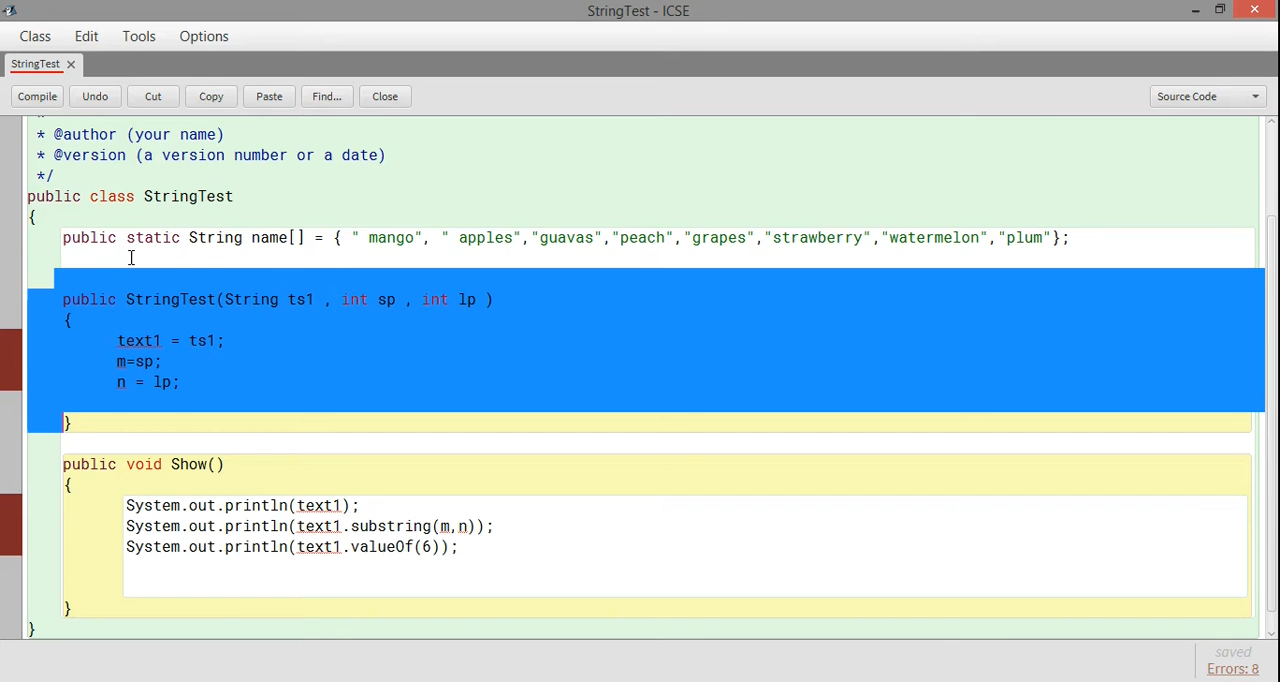 StringTest - ICSE
Class Edit Tools Options
StringTest
Compile Undo Cut Copy Paste Find... Close Source Code
*
* @author (your name)
* @version (a version number or a date)
*/
public class StringTest
{
public static String name[] = { " mango", " apples","guavas","peach","grapes","strawberry","watermelon","plum"};
public StringTest(String ts1 , int sp , int lp )
{
text1 = ts1;
m=sp;
n = lp;
}
public void Show()
{
System.out.println(text1);
System.out.println(text1.substring(m,n));
System.out.println(text1.valueOf(6));
}
}
saved
Errors: 8